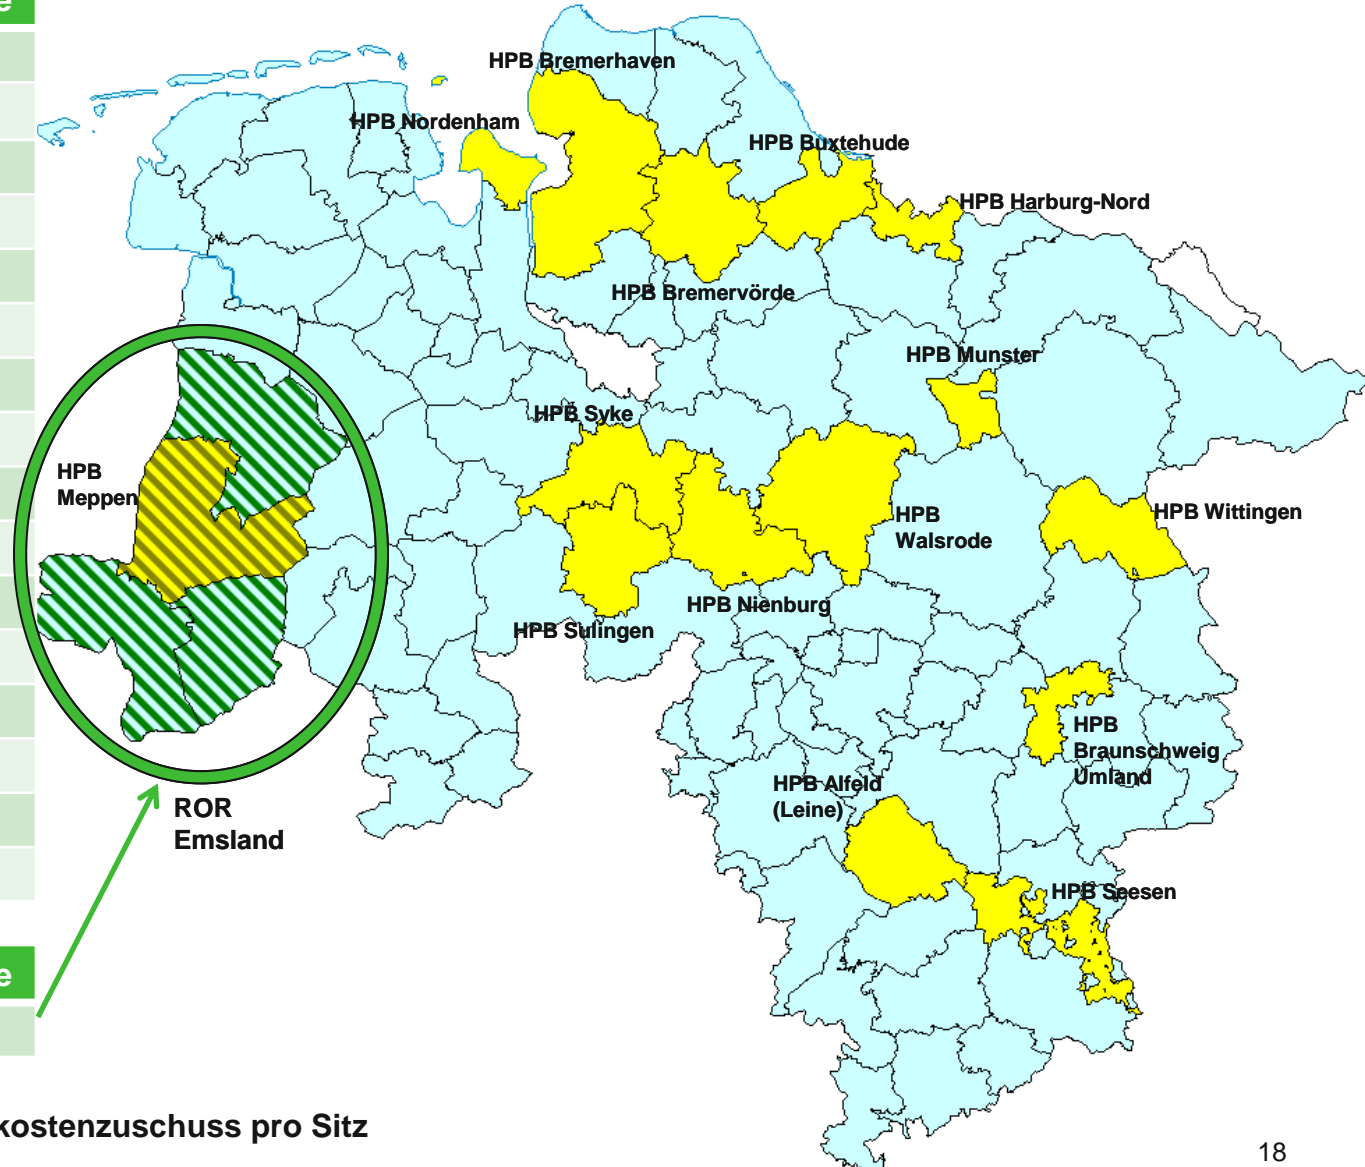 e
HPB Bremerhaven
HPB Nordenham
HPB Buxtehude
HPB Harburg-Nord
HPB Bremervörde
HPB Munster
HPB Syke
HPB
Meppen
HPB
Walsrode
HPB Wittingen
HPB Nienburg
HPB Sulingen
HPB
Braunschweig
Umland
HPB Alfeld
(Leine)
ROR
Emsland
HPB Seesen
e
kostenzuschuss pro Sitz
18